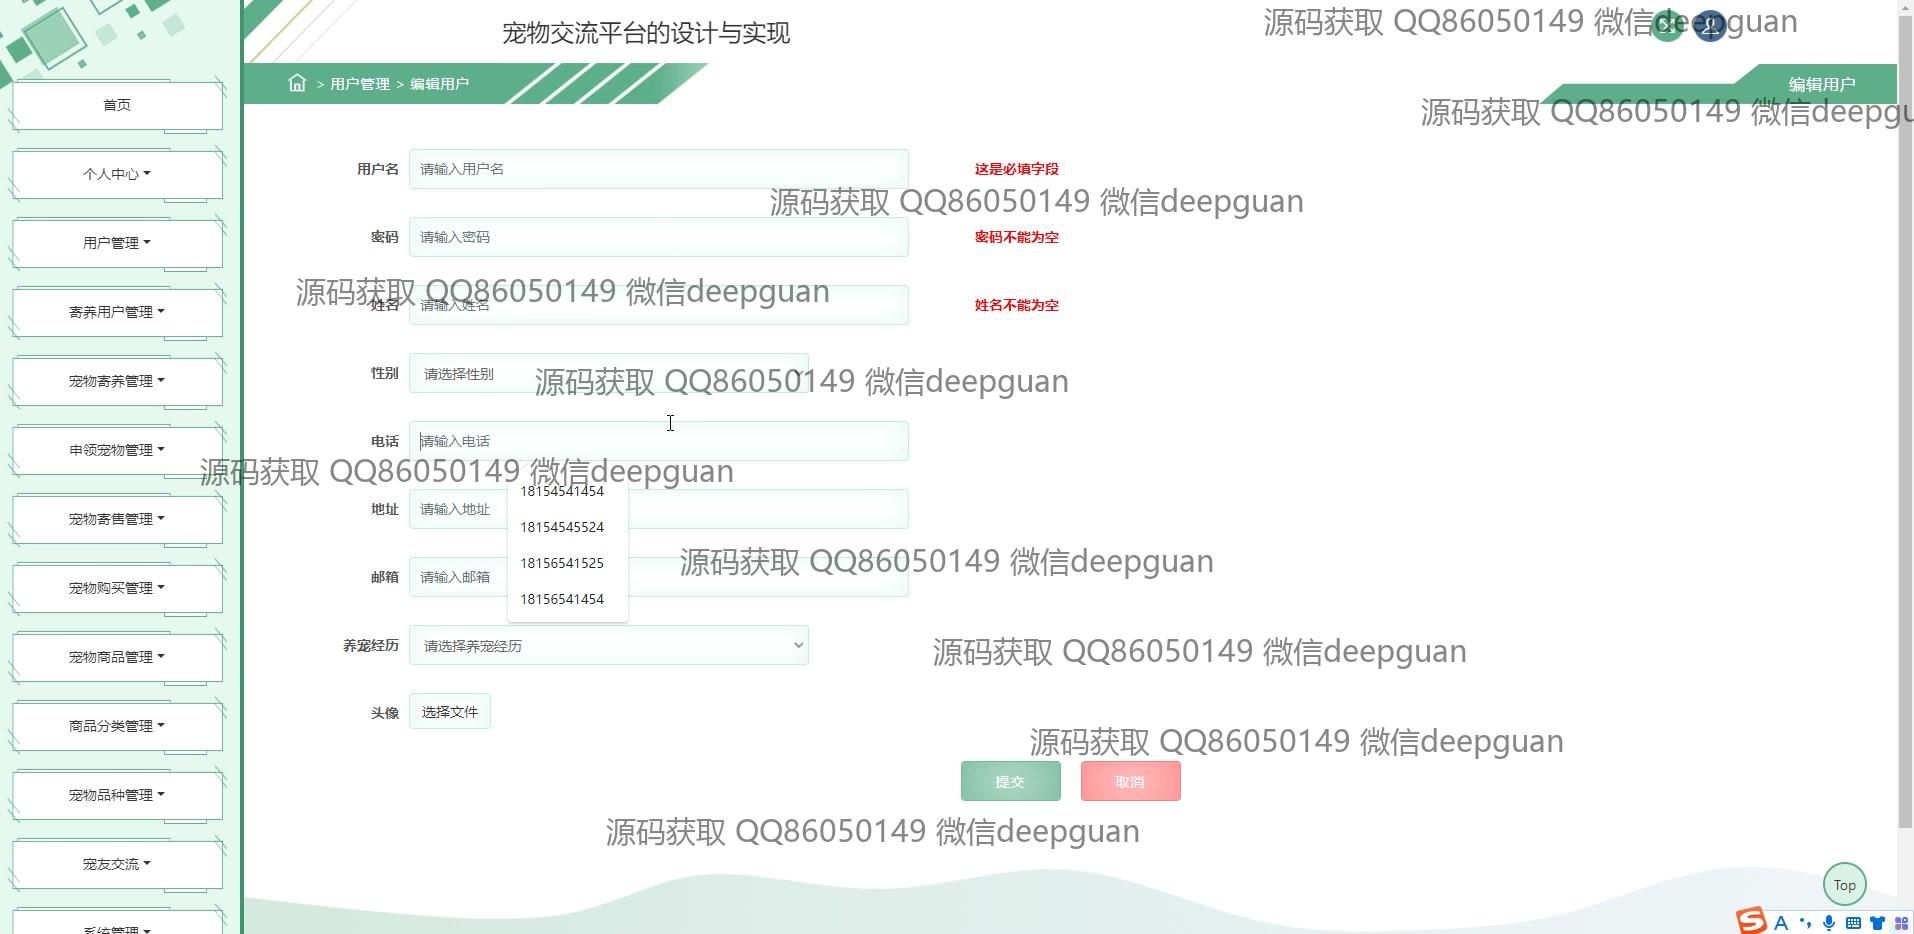 宠物交流平台的设计与实现
源码获取 QQ86050149 微信deepguan
> 用户管理 > 编辑用户
编辑用户
源码获取 QQ86050149 微信deepgu
首页
个人中心
用户管理
寄养用户管理
宠物寄养管理
申领宠物管理
宠物寄售管理
宠物购买管理
宠物商品管理
商品分类管理
宠物品种管理
宠友交流
系统管理
用户名 请输入用户名 这是必填字段
源码获取 QQ86050149 微信deepguan
密码 请输入密码 密码不能为空
源码获取 QQ86050149 微信deepguan
姓名 请输入姓名 姓名不能为空
性别 请选择性别
源码获取 QQ86050149 微信deepguan
电话 请输入电话
源码获取 QQ86050149 微信deepguan
18154541454
地址 请输入地址
18154545524
源码获取 QQ86050149 微信deepguan
18156541525
邮箱 请输入邮箱
18156541454
养宠经历 请选择养宠经历
源码获取 QQ86050149 微信deepguan
头像 选择文件
源码获取 QQ86050149 微信deepguan
提交 取消
源码获取 QQ86050149 微信deepguan
Top